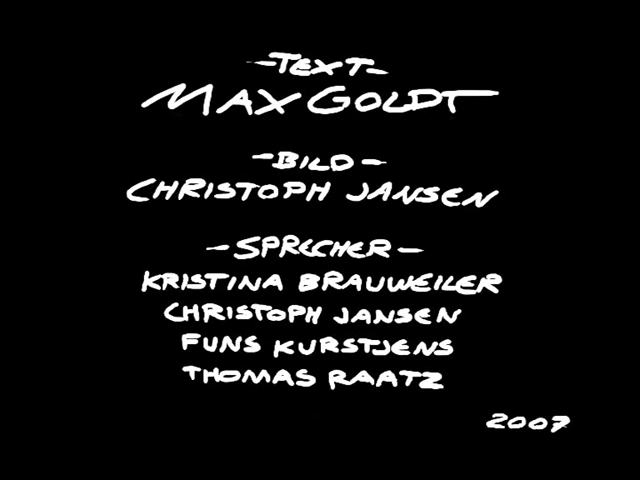 -TEXT-
MAX GOLDT
-BILD-
CHRISTOPH JANSEN
-SPRECHER-
KRISTINA BRAUWEILER
CHRISTOPH JANSEN
FUNS KURSTJENS
THOMAS RAATZ
2007